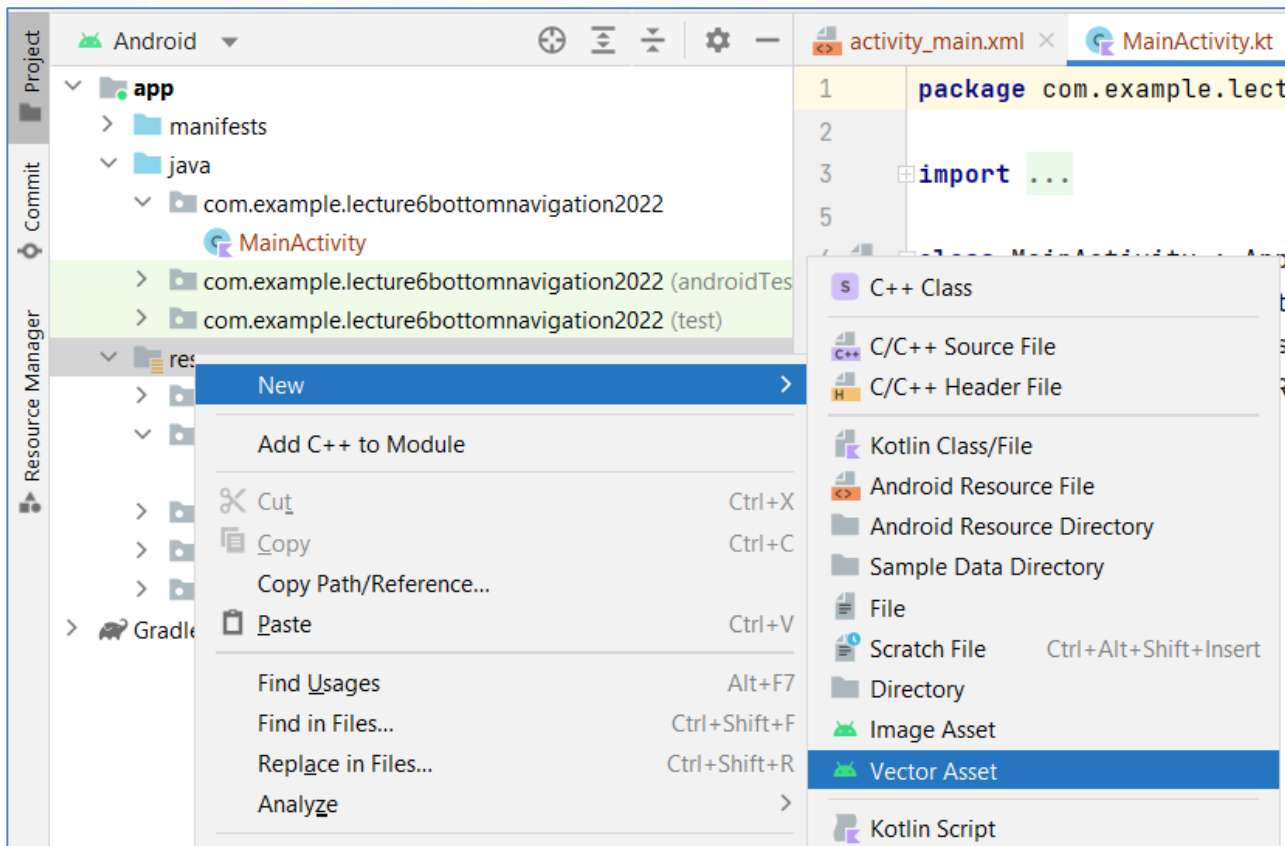 Project
Commit
Resource Manager
Android
app
manifests
java
com.example.lecture6bottomnavigation2022
MainActivity
com.example.lecture6bottomnavigation2022 (androidTes
com.example.lecture6bottomnavigation2022 (test)
res
Gradle
activity_main.xml
MainActivity.kt
1 package com.example.lect
2
3 import ...
5
class MainActivity : App
New
Add C++ to Module
Cut Ctrl+X
Copy Ctrl+C
Copy Path/Reference...
Paste Ctrl+V
Find Usages Alt+F7
Find in Files... Ctrl+Shift+F
Replace in Files... Ctrl+Shift+R
Analyze
S C++ Class
C++ C/C++ Source File
H C/C++ Header File
Kotlin Class/File
Android Resource File
Android Resource Directory
Sample Data Directory
File
Scratch File Ctrl+Alt+Shift+Insert
Directory
Image Asset
Vector Asset
Kotlin Script